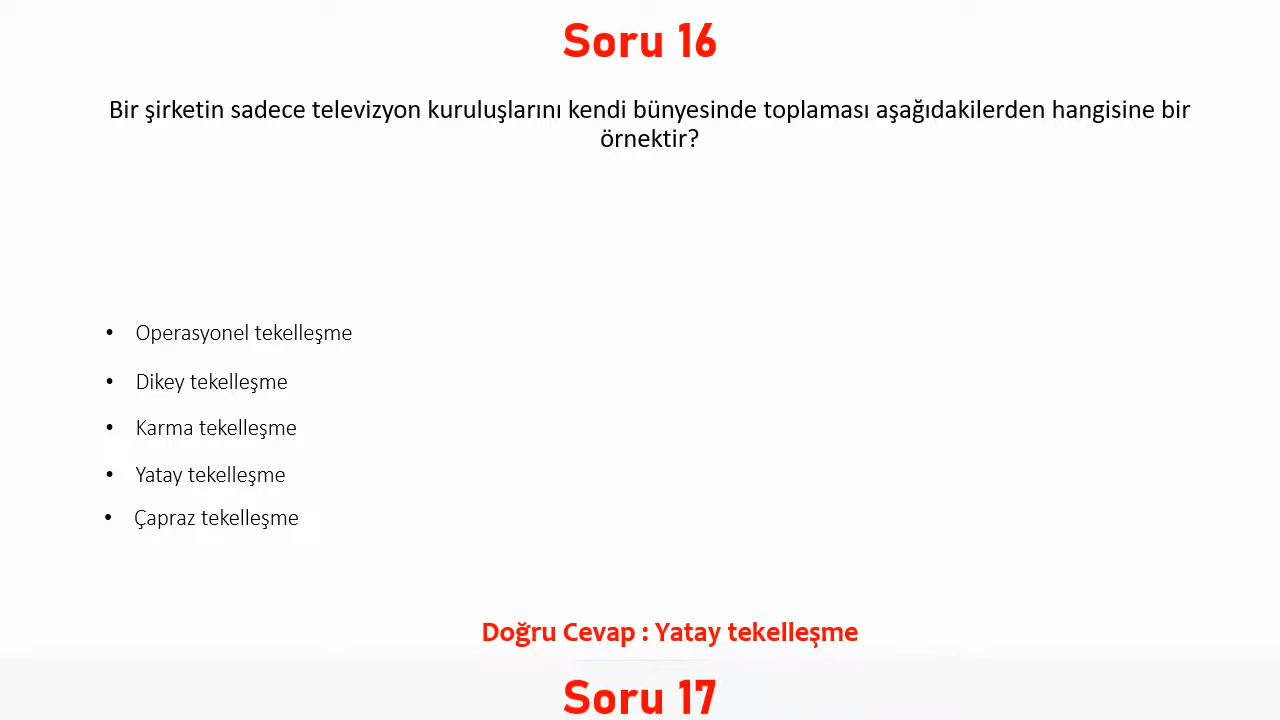 Soru 16
Bir şirketin sadece televizyon kuruluşlarını kendi bünyesinde toplaması aşağıdakilerden hangisine bir
örnektir?
• Operasyonel tekelleşme
• Dikey tekelleşme
• Karma tekelleşme
• Yatay tekelleşme
• Çapraz tekelleşme
Doğru Cevap : Yatay tekelleşme
Soru 17